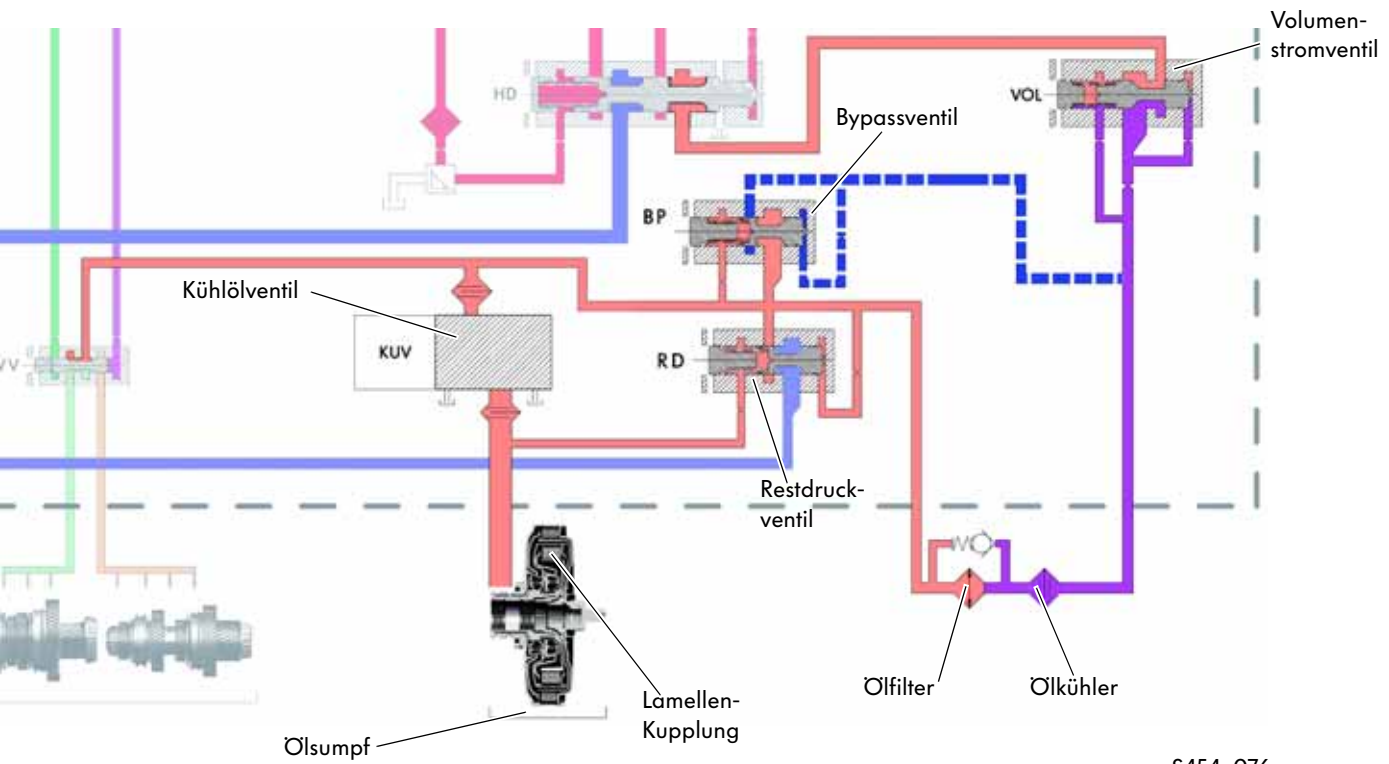 Volumen-
stromventil
HD
VOL
Bypassventil
BP
Kühlölventil
KUV
RD
Restdruck-
ventil
Ölfilter
Ölkühler
Lamellen-
Kupplung
Ölsumpf